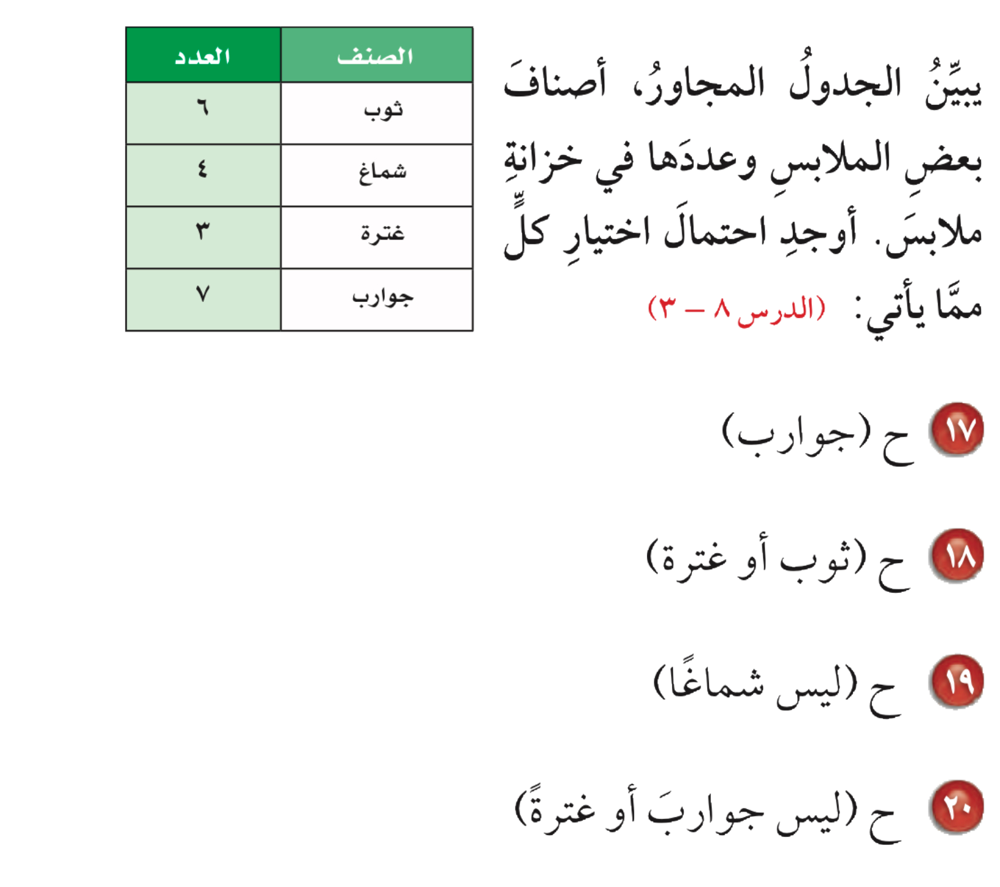 يبيِّنُ الجدولُ المجاورُ، أصنافَ
بعضِ الملابسِ وعددَها في خزانةِ
ملابسَ. أوجدِ احتمالَ اختيارِ كلٍّ
ممَّا يأتي: (الدرس ٨ – ٣)
الصنف العدد
ثوب ٦
شماغ ٤
غترة ٣
جوارب ٧
١٧ ح (جوارب)
١٨ ح (ثوب أو غترة)
١٩ ح (ليس شماغًا)
٢٠ ح (ليس جواربَ أو غترةً)